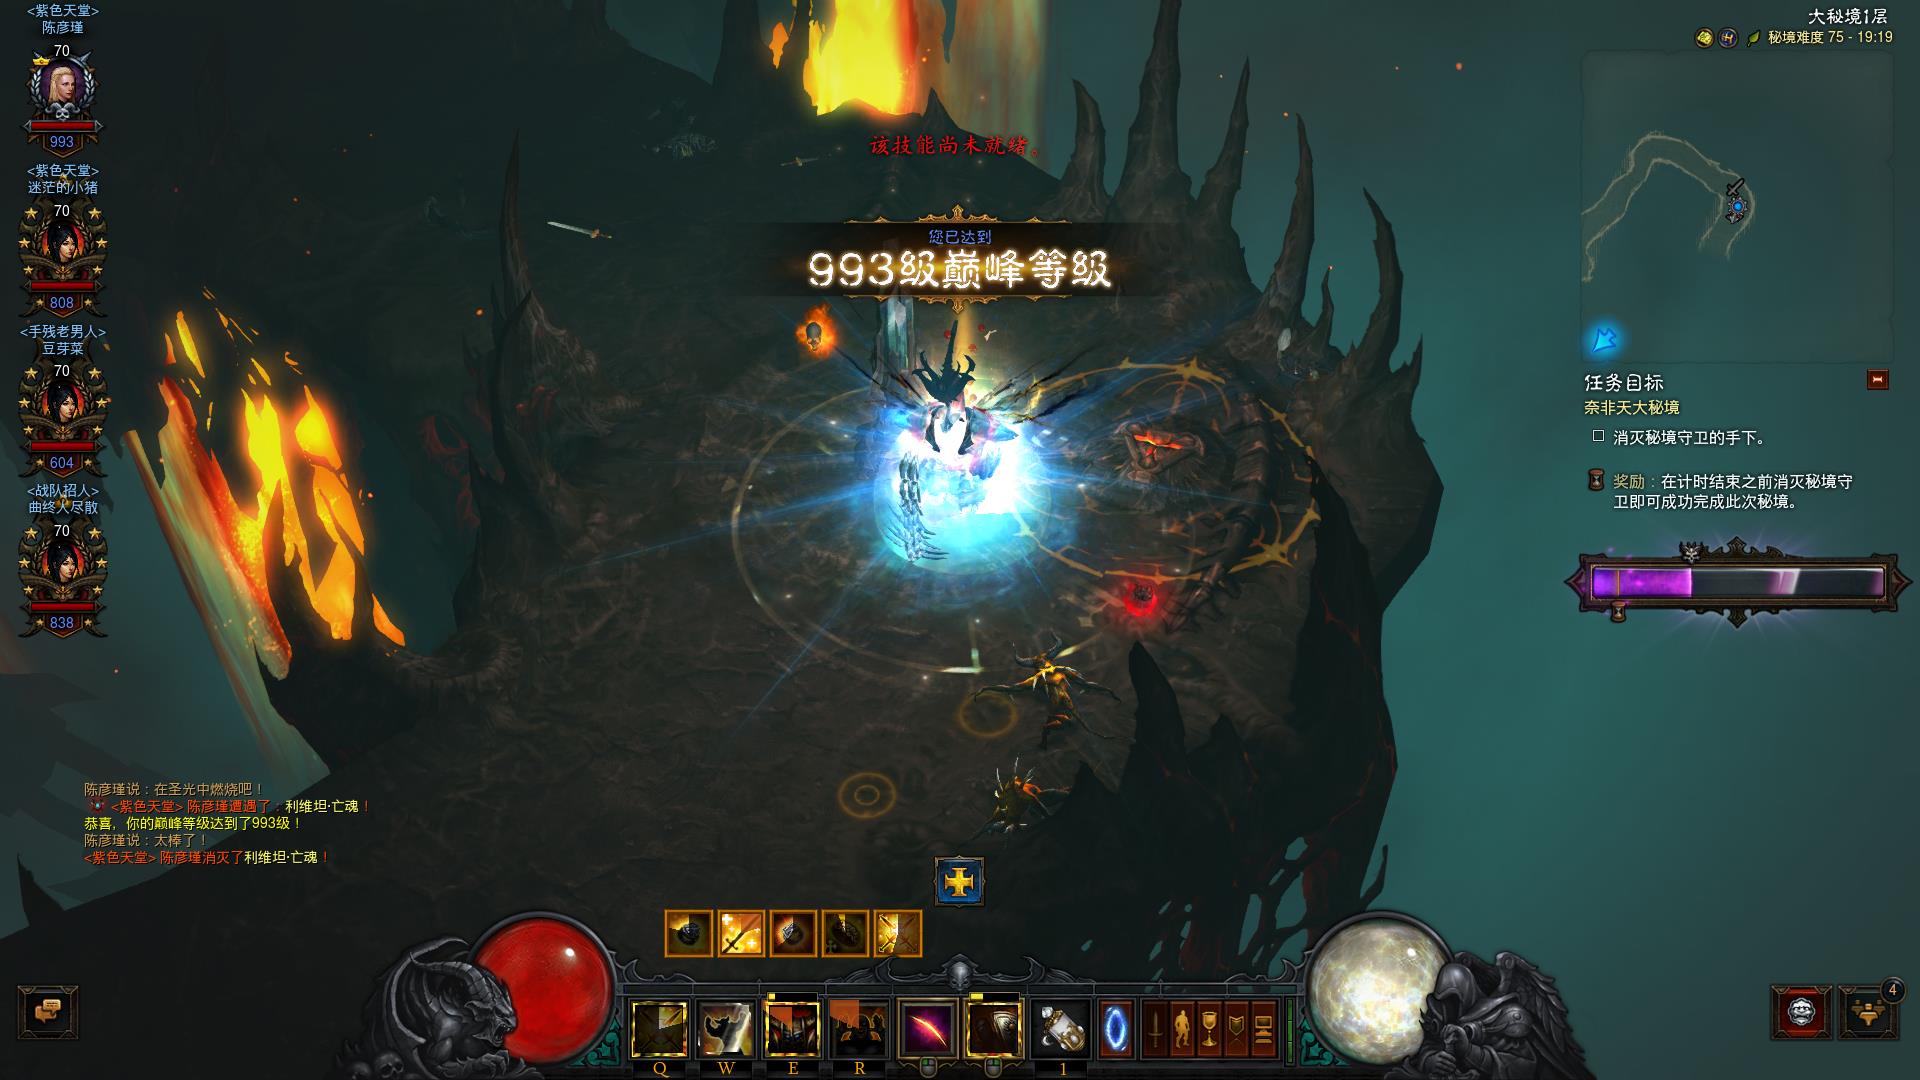 <紫色天堂>
陈彦瑾
70
993
<紫色天堂>
迷茫的小猪
70
808
<手残老男人>
豆芽菜
70
604
<战队招人>
曲终人尽散
70
838
该技能尚未就绪。
您已达到
993级巅峰等级
大秘境1层
秘境难度 75 - 19:19
任务目标
奈非天大秘境
消灭秘境守卫的手下。
奖励：在计时结束之前消灭秘境守
卫即可成功完成此次秘境。
陈彦瑾说：在圣光中燃烧吧！
<紫色天堂> 陈彦瑾遭遇了：利维坦·亡魂！
恭喜，你的巅峰等级达到了993级！
陈彦瑾说：太棒了！
<紫色天堂> 陈彦瑾消灭了利维坦·亡魂！
Q W E R 1
4